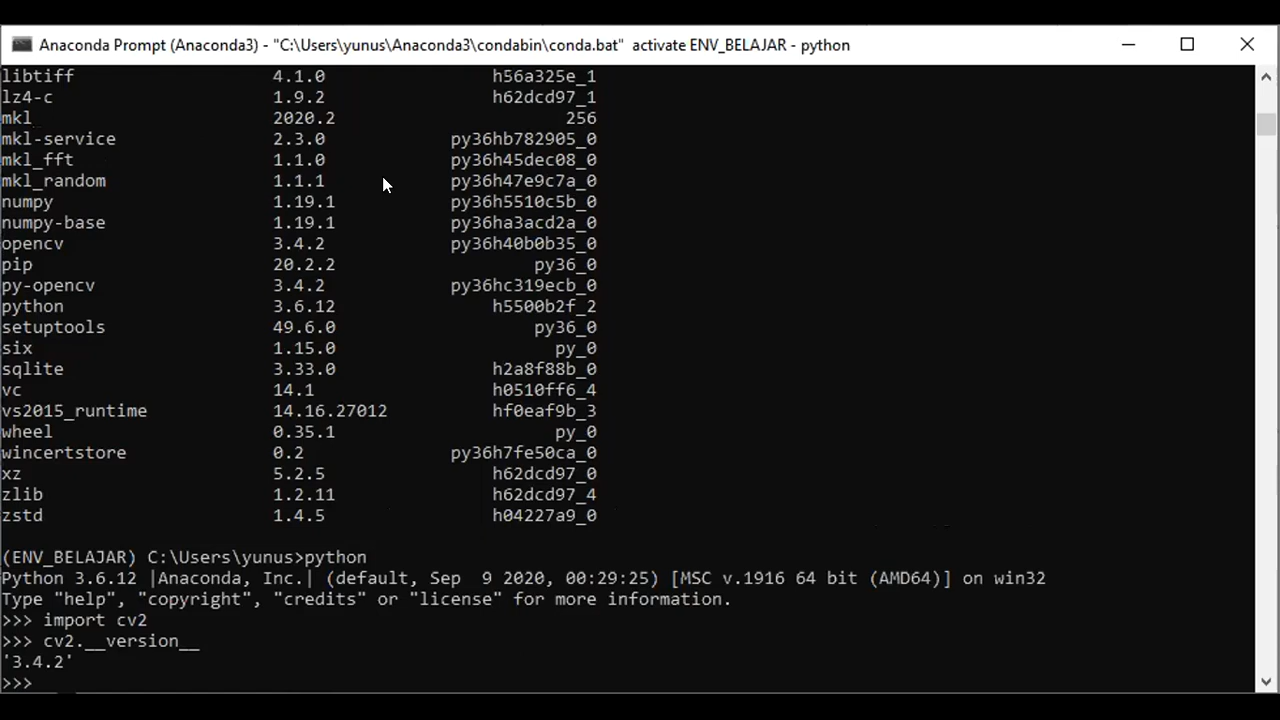 Anaconda Prompt (Anaconda3) - "C:\Users\yunus\Anaconda3\condabin\conda.bat" activate ENV_BELAJAR - python
libtiff 4.1.0 h56a325e_1
lz4-c 1.9.2 h62dcd97_1
mkl 2020.2 256
mkl-service 2.3.0 py36hb782905_0
mkl_fft 1.1.0 py36h45dec08_0
mkl_random 1.1.1 py36h47e9c7a_0
numpy 1.19.1 py36h5510c5b_0
numpy-base 1.19.1 py36ha3acd2a_0
opencv 3.4.2 py36h40b0b35_0
pip 20.2.2 py36_0
py-opencv 3.4.2 py36hc319ecb_0
python 3.6.12 h5500b2f_2
setuptools 49.6.0 py36_0
six 1.15.0 py_0
sqlite 3.33.0 h2a8f88b_0
vc 14.1 h0510ff6_4
vs2015_runtime 14.16.27012 hf0eaf9b_3
wheel 0.35.1 py_0
wincertstore 0.2 py36h7fe50ca_0
xz 5.2.5 h62dcd97_0
zlib 1.2.11 h62dcd97_4
zstd 1.4.5 h04227a9_0
(ENV_BELAJAR) C:\Users\yunus>python
Python 3.6.12 |Anaconda, Inc.| (default, Sep  9 2020, 00:29:25) [MSC v.1916 64 bit (AMD64)] on win32
Type "help", "copyright", "credits" or "license" for more information.
>>> import cv2
>>> cv2.__version__
'3.4.2'
>>>